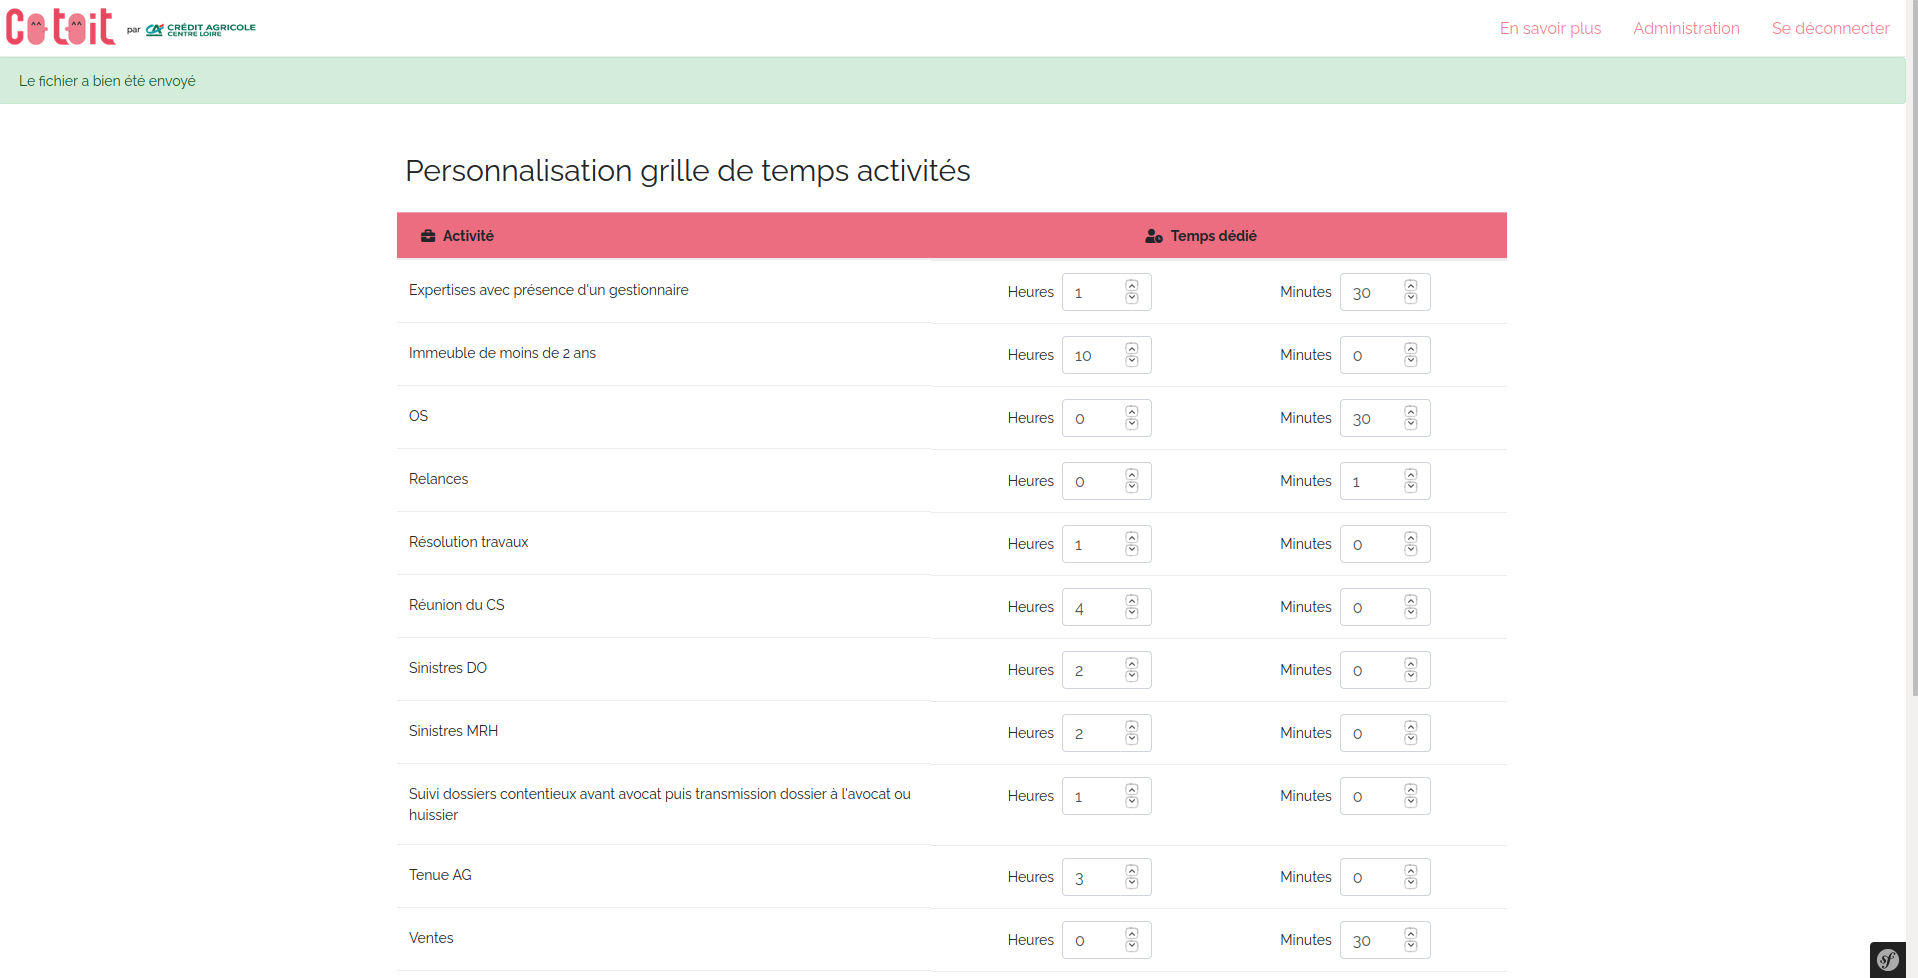 Cotoit par CA CRÉDIT AGRICOLE
CENTRE LOIRE
En savoir plus Administration Se déconnecter
Le fichier a bien été envoyé
Personnalisation grille de temps activités
Activité Temps dédié
Expertises avec présence d'un gestionnaire Heures 1 Minutes 30
Immeuble de moins de 2 ans Heures 10 Minutes 0
OS Heures 0 Minutes 30
Relances Heures 0 Minutes 1
Résolution travaux Heures 1 Minutes 0
Réunion du CS Heures 4 Minutes 0
Sinistres DO Heures 2 Minutes 0
Sinistres MRH Heures 2 Minutes 0
Suivi dossiers contentieux avant avocat puis transmission dossier à l'avocat ou Heures 1 Minutes 0
huissier
Tenue AG Heures 3 Minutes 0
Ventes Heures 0 Minutes 30
sf